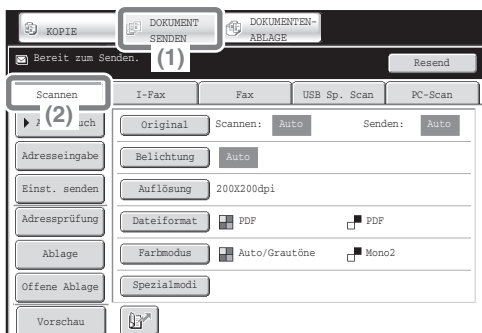 KOPIE
DOKUMENT
SENDEN
DOKUMENTEN-
ABLAGE
(1)
Bereit zum Senden.
Resend
Scannen
I-Fax
Fax
USB Sp. Scan
PC-Scan
(2)
Original
Scannen: Auto
Senden: Auto
Adresseingabe
Belichtung
Auto
Einst. senden
Auflösung
200X200dpi
Adressprüfung
Dateiformat
PDF
PDF
Ablage
Farbmodus
Auto/Grautöne
Mono2
Offene Ablage
Spezialmodi
Vorschau